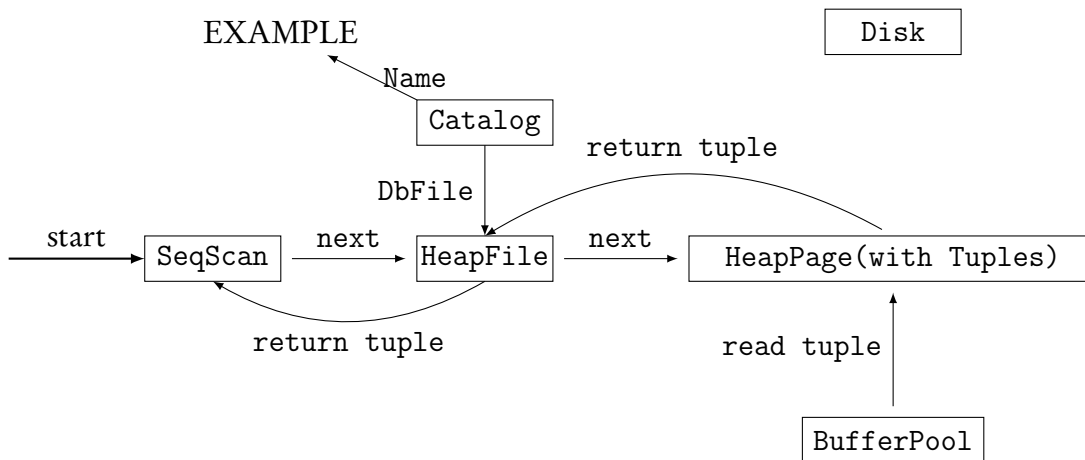 EXAMPLE
Disk
Name
Catalog
return tuple
DbFile
start
next
next
SeqScan
HeapFile
HeapPage(with Tuples)
return tuple
read tuple
BufferPool